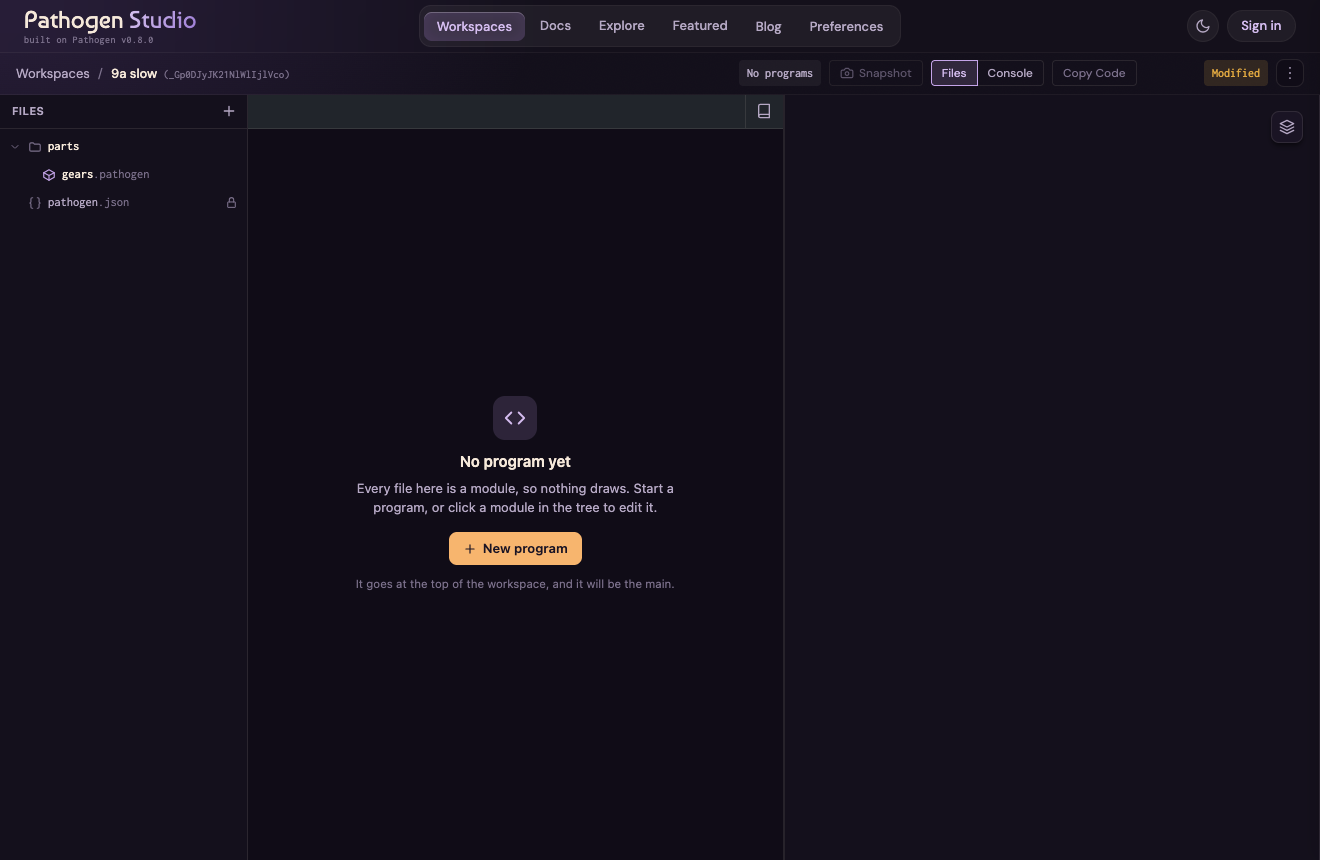 Pathogen Studio
built on Pathogen v0.8.0
Workspaces
Docs
Explore
Featured
Blog
Preferences
Sign in
Workspaces / 9a slow (_Gp0DJyJK21NlWlIjlVco)
No programs
Snapshot
Files
Console
Copy Code
Modified
FILES
parts
gears.pathogen
{} pathogen.json
No program yet
Every file here is a module, so nothing draws. Start a
program, or click a module in the tree to edit it.
+ New program
It goes at the top of the workspace, and it will be the main.